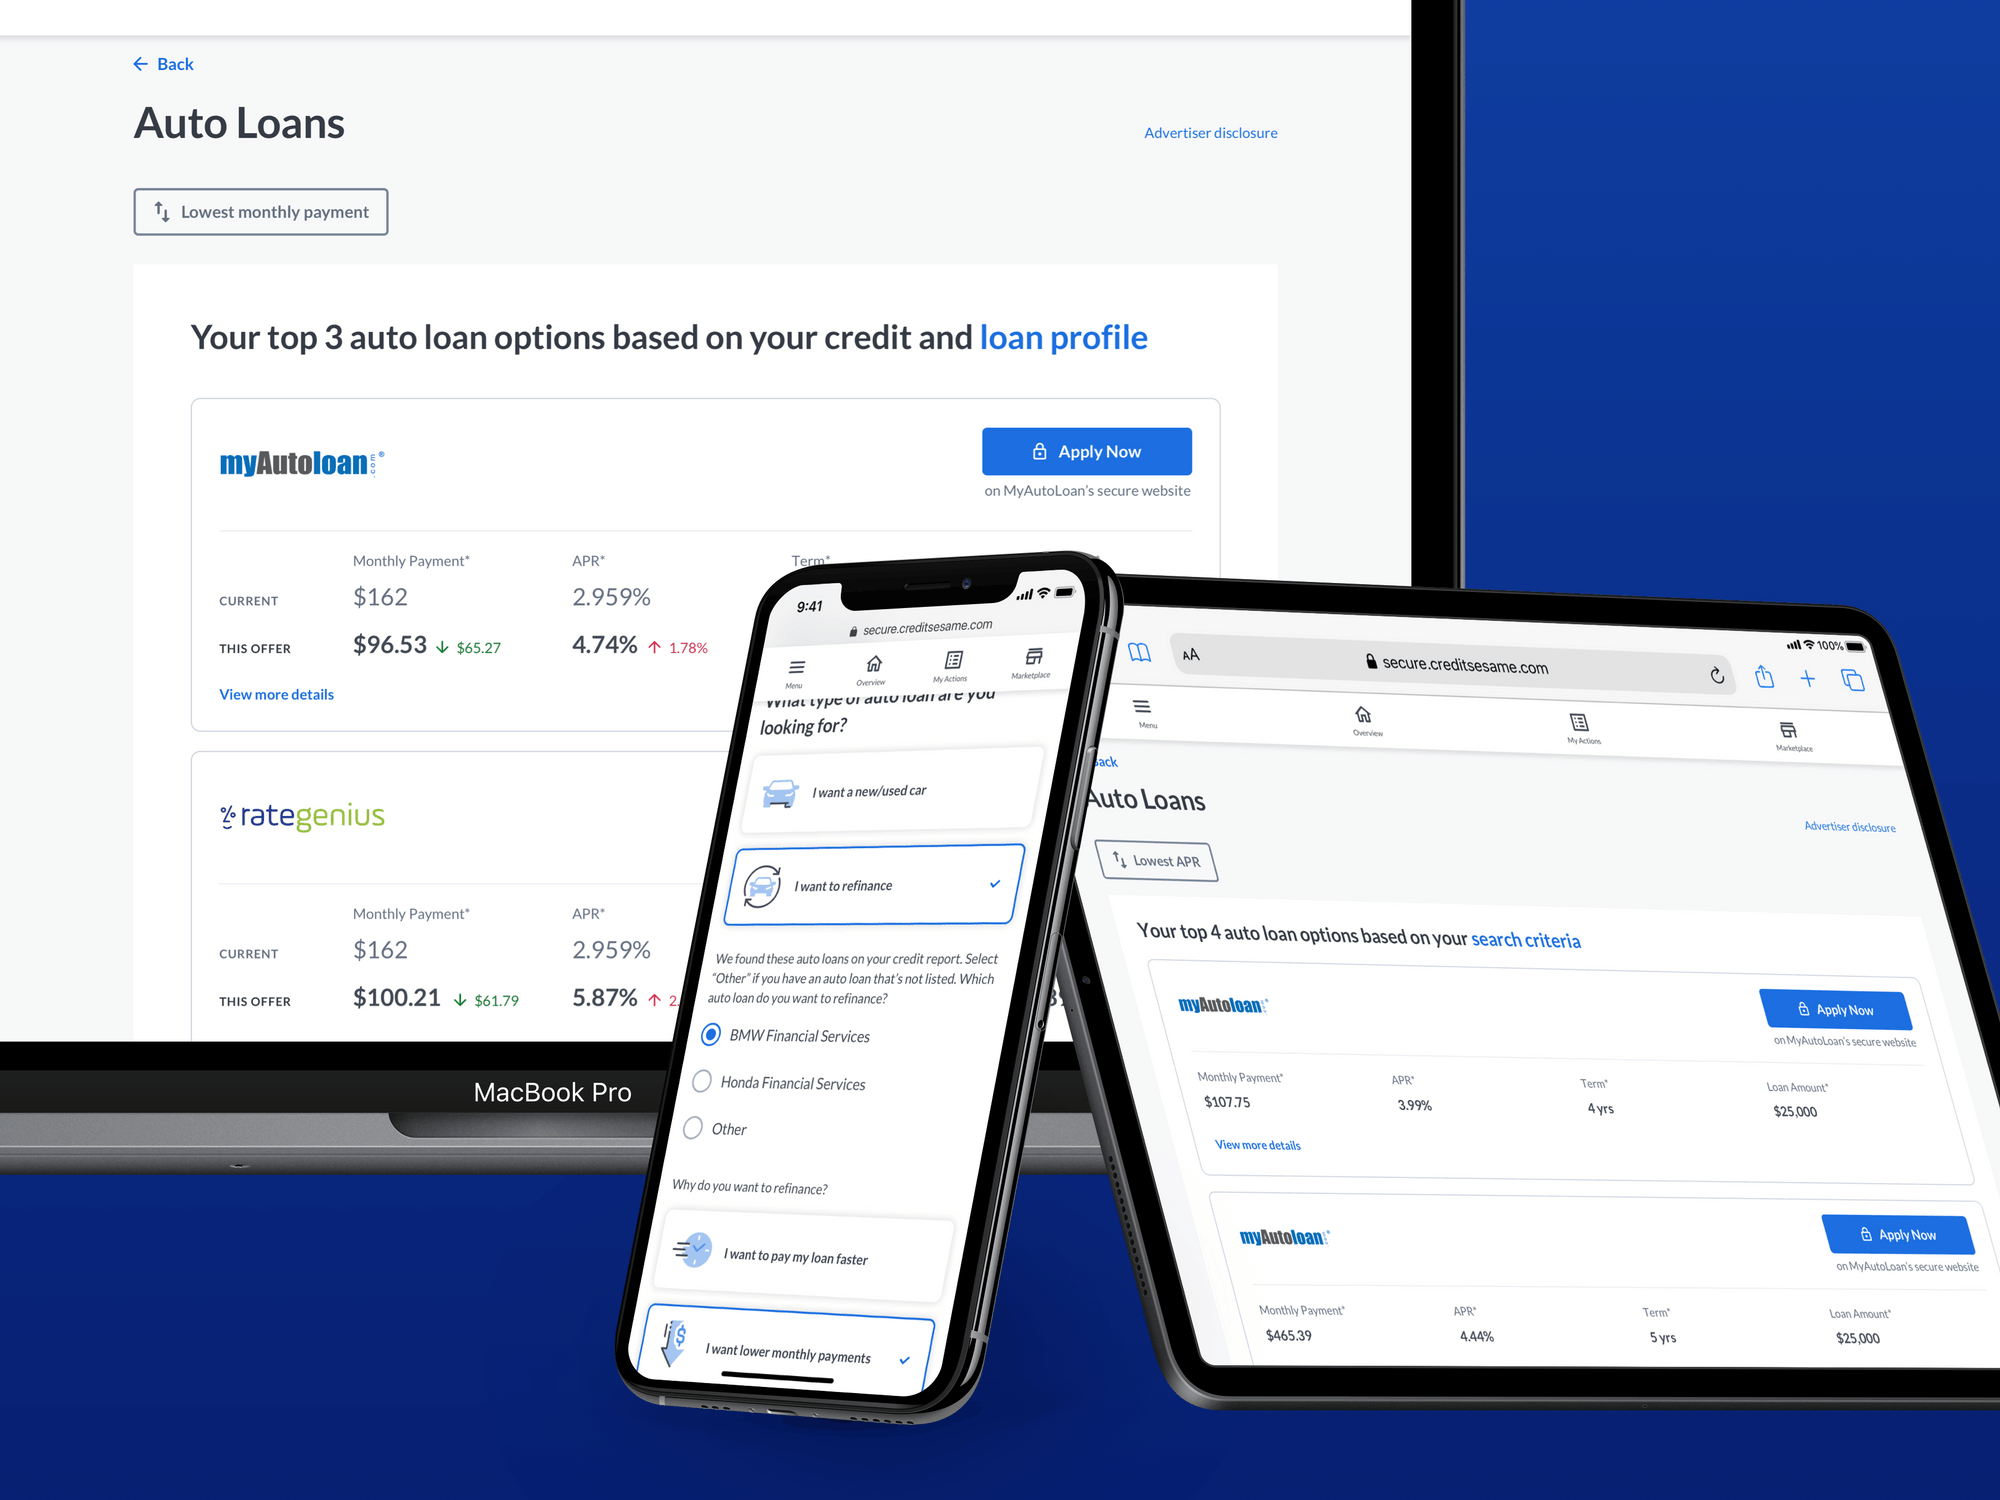 Back
Auto Loans
Advertiser disclosure
Lowest monthly payment
Your top 3 auto loan options based on your credit and loan profile
myAutoloan.com®
Apply Now
on MyAutoLoan's secure website
Monthly Payment* APR* Term*
CURRENT $162 2.959%
THIS OFFER $96.53 $65.27 4.74% 1.78%
View more details
rategenius
Monthly Payment* APR*
CURRENT $162 2.959%
THIS OFFER $100.21 $61.79 5.87% 2.
MacBook Pro
9:41
secure.creditsesame.com
Menu Overview My Actions Marketplace
What type of auto loan are you
looking for?
I want a new/used car
I want to refinance
We found these auto loans on your credit report. Select
"Other" if you have an auto loan that's not listed. Which
auto loan do you want to refinance?
BMW Financial Services
Honda Financial Services
Other
Why do you want to refinance?
I want to pay my loan faster
I want lower monthly payments
100%
AA secure.creditsesame.com
Menu Overview My Actions Marketplace
ack
Auto Loans
Advertiser disclosure
Lowest APR
Your top 4 auto loan options based on your search criteria
myAutoloan
Apply Now
on MyAutoLoan's secure website
Monthly Payment* APR* Term* Loan Amount*
$107.75 3.99% 4 yrs $25,000
View more details
myAutoloan
Apply Now
on MyAutoLoan's secure website
Monthly Payment* APR* Term* Loan Amount*
$465.39 4.44% 5 yrs $25,000